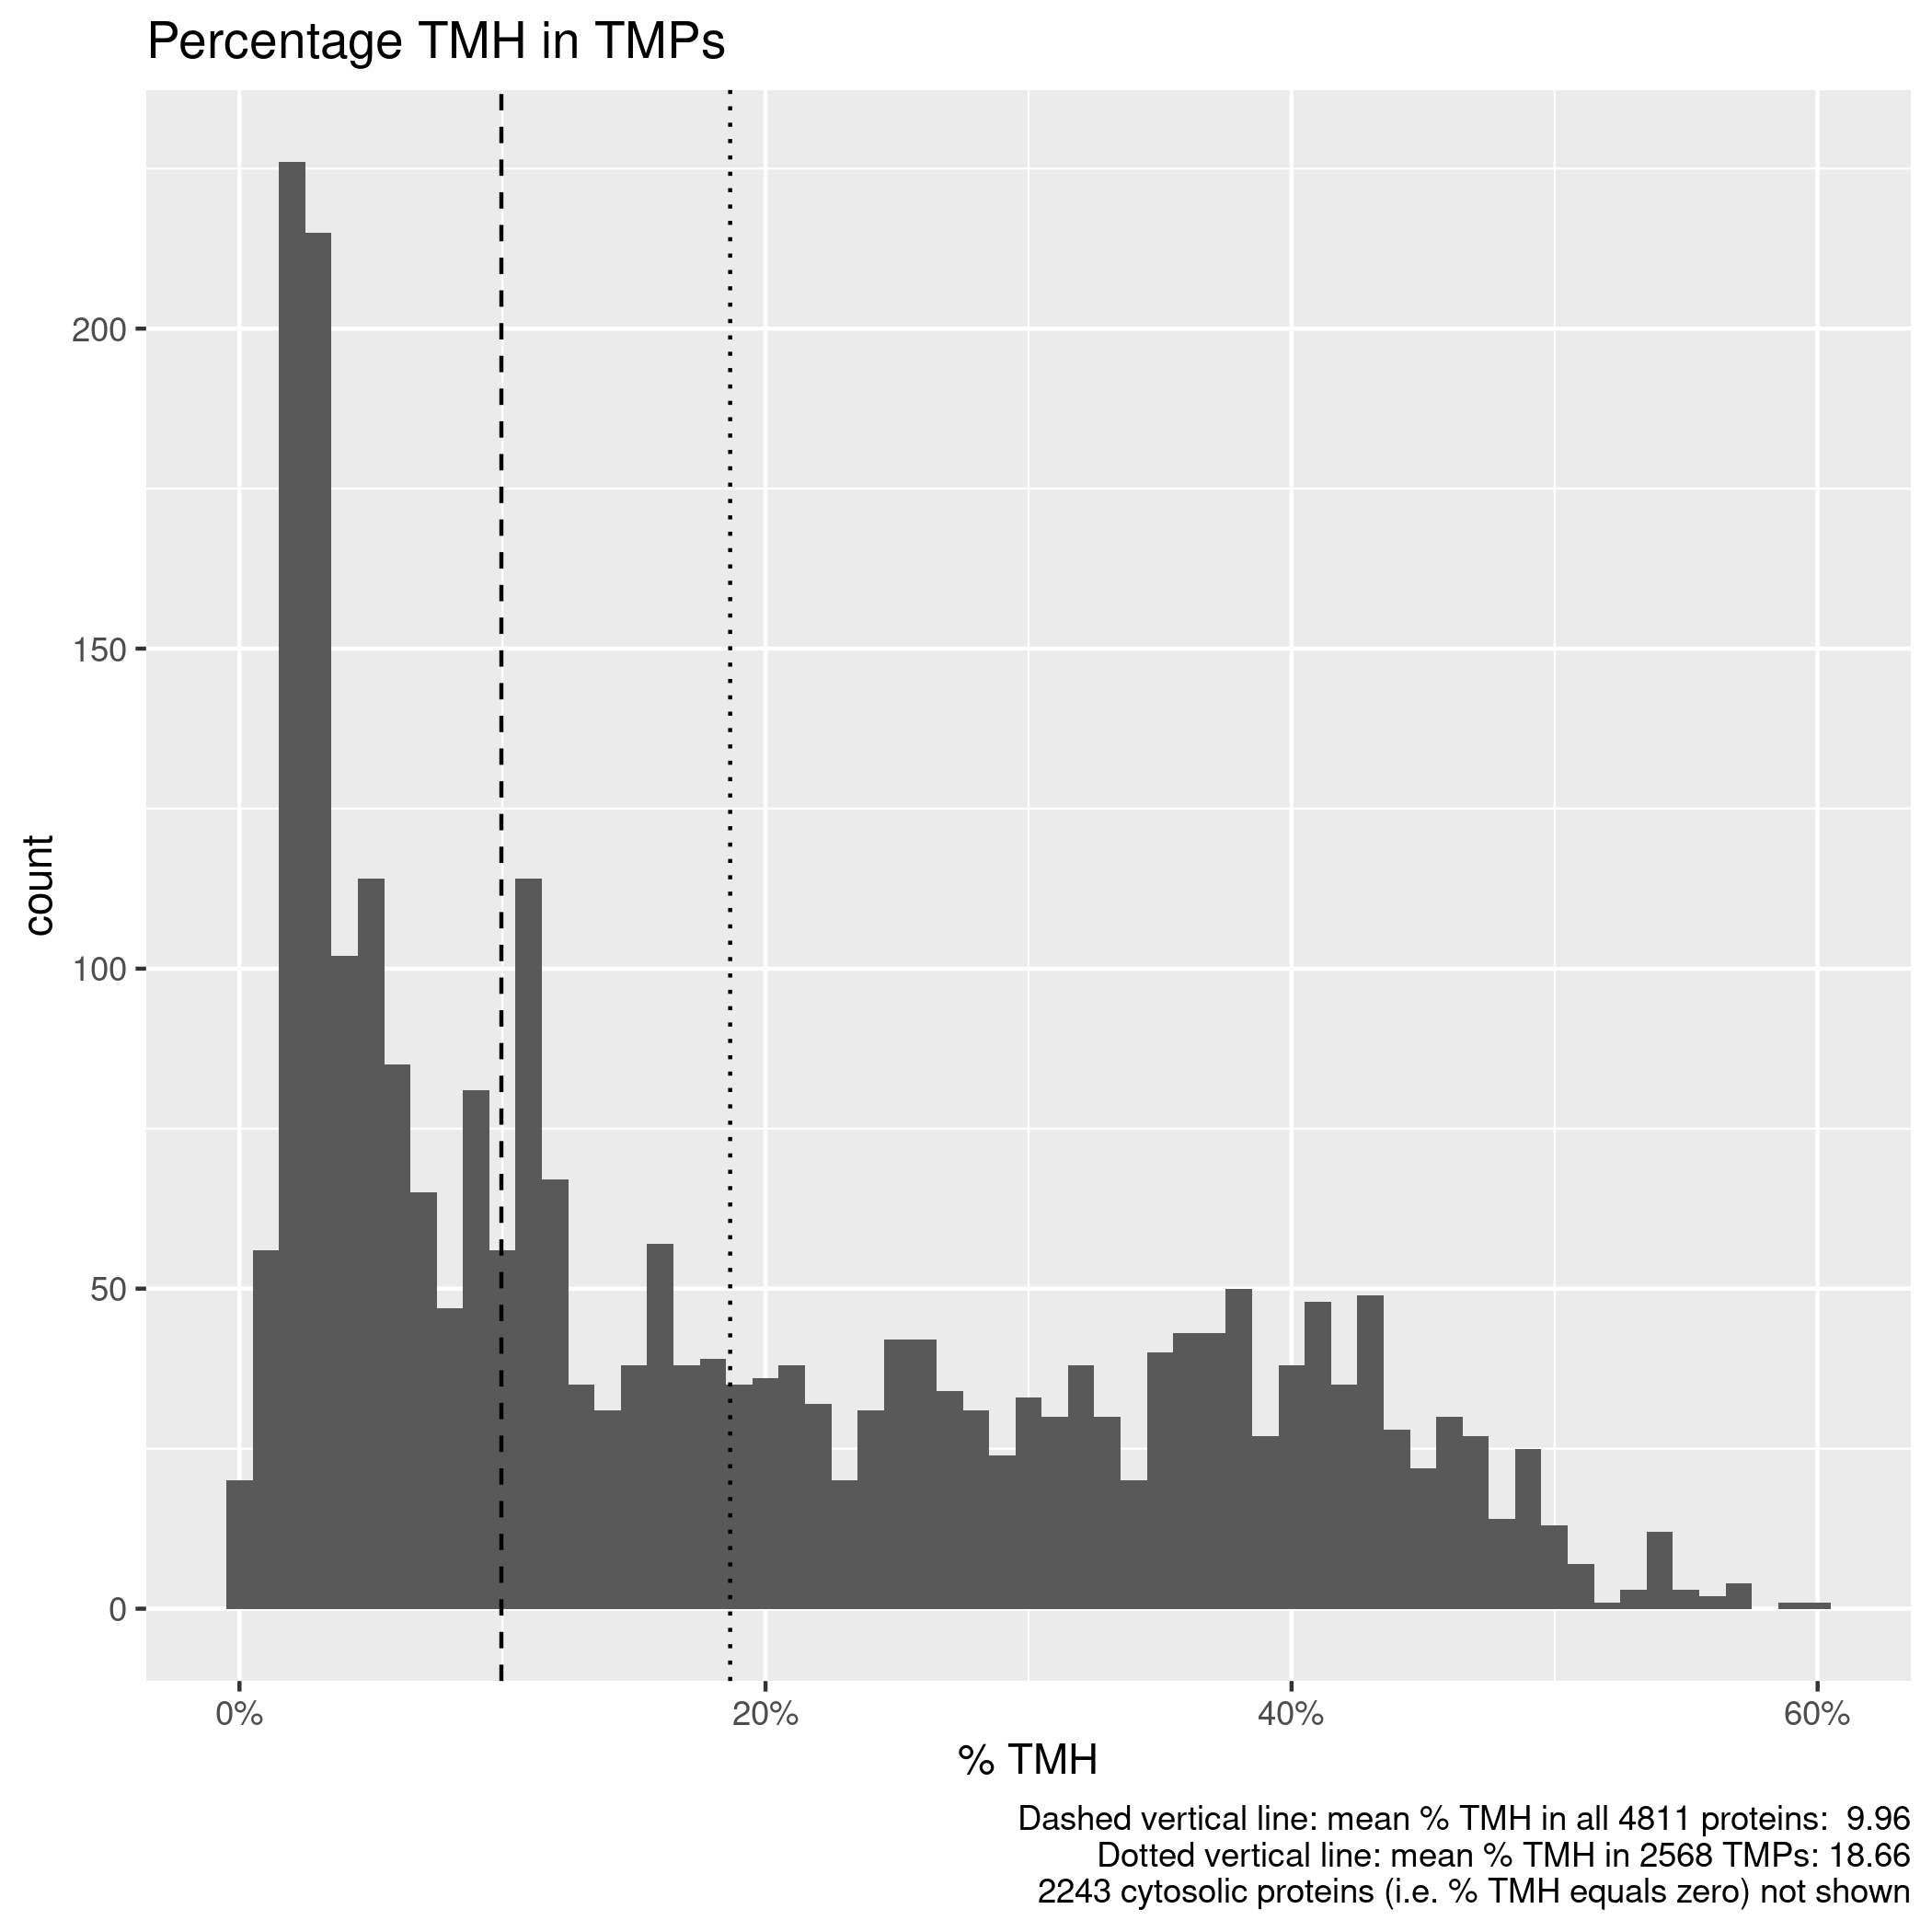 Percentage TMH in TMPs
count
200
150
100
50
0
0% 20% 40% 60%
% TMH
Dashed vertical line: mean % TMH in all 4811 proteins:  9.96
Dotted vertical line: mean % TMH in 2568 TMPs: 18.66
2243 cytosolic proteins (i.e. % TMH equals zero) not shown